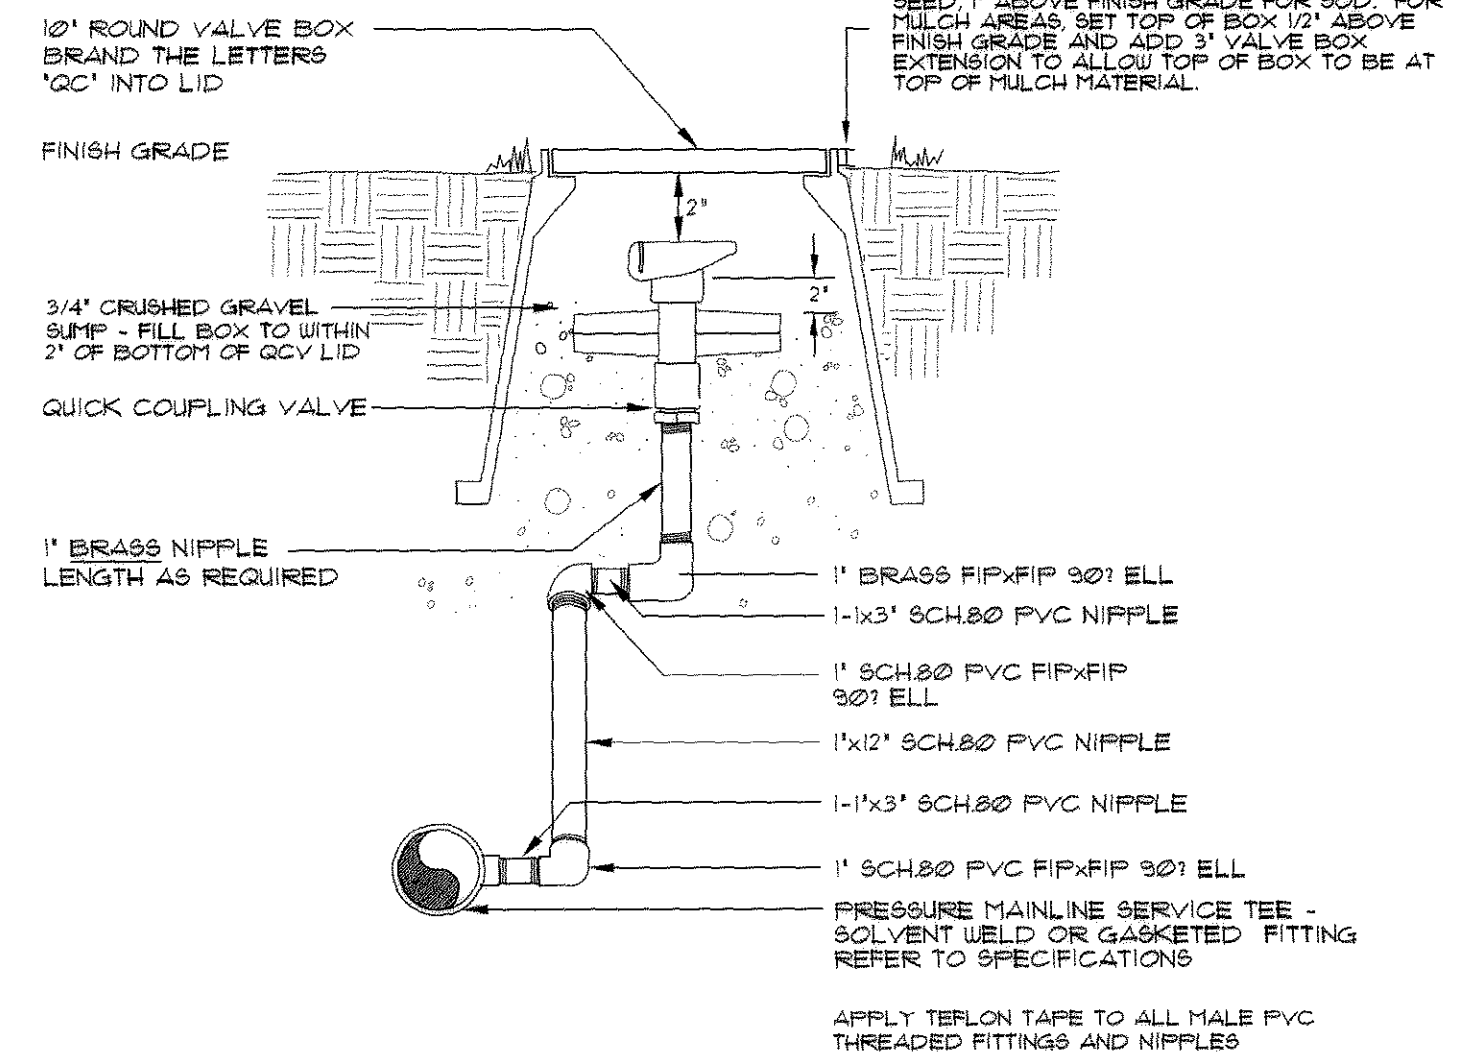 10" ROUND VALVE BOX
BRAND THE LETTERS
"QC" INTO LID
SEED, 1" ABOVE FINISH GRADE FOR SOD. FOR
MULCH AREAS, SET TOP OF BOX 1/2" ABOVE
FINISH GRADE AND ADD 3" VALVE BOX
EXTENSION TO ALLOW TOP OF BOX TO BE AT
TOP OF MULCH MATERIAL.
FINISH GRADE
2"
2"
3/4" CRUSHED GRAVEL
SUMP - FILL BOX TO WITHIN
2" OF BOTTOM OF QCV LID
QUICK COUPLING VALVE
1" BRASS NIPPLE
LENGTH AS REQUIRED
1" BRASS FIPxFIP 90? ELL
1-1x3" SCH.80 PVC NIPPLE
1" SCH.80 PVC FIPxFIP
90? ELL
1"x12" SCH.80 PVC NIPPLE
1-1"x3" SCH.80 PVC NIPPLE
1" SCH.80 PVC FIPxFIP 90? ELL
PRESSURE MAINLINE SERVICE TEE -
SOLVENT WELD OR GASKETED FITTING
REFER TO SPECIFICATIONS
APPLY TEFLON TAPE TO ALL MALE PVC
THREADED FITTINGS AND NIPPLES